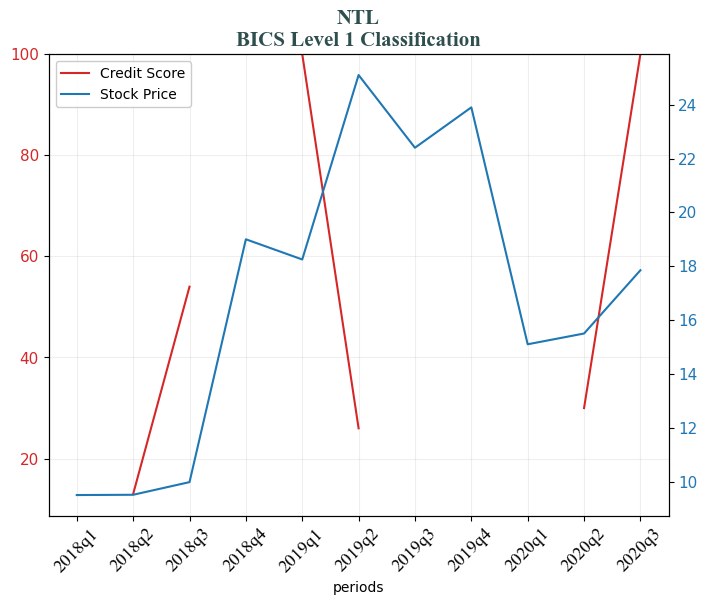 NTL
BICS Level 1 Classification
Credit Score
Stock Price
100
80
60
40
20
24
22
20
18
16
14
12
10
2018q1
2018q2
2018q3
2018q4
2019q1
2019q2
2019q3
2019q4
2020q1
2020q2
2020q3
periods